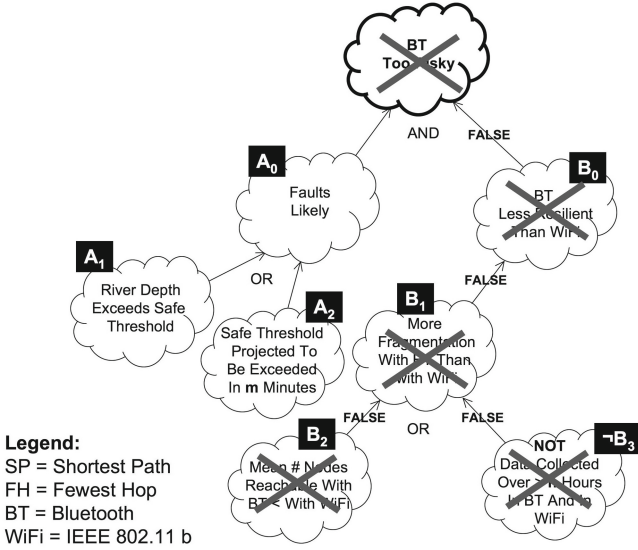 BT
Too Risky
AND
FALSE
A₀
Faults
Likely
B₀
BT
Less Resilient
Than WiFi
A₁
River Depth
Exceeds Safe
Threshold
OR
FALSE
A₂
Safe Threshold
Projected To
Be Exceeded
In m Minutes
B₁
More
Fragmentation
With BT Than
with WiFi
FALSE
OR
FALSE
B₂
Mean # Nodes
Reachable With
BT < With WiFi
¬B₃
NOT
Data Collected
Over > Hours
In BT And in
WiFi
Legend:
SP = Shortest Path
FH = Fewest Hop
BT = Bluetooth
WiFi = IEEE 802.11 b